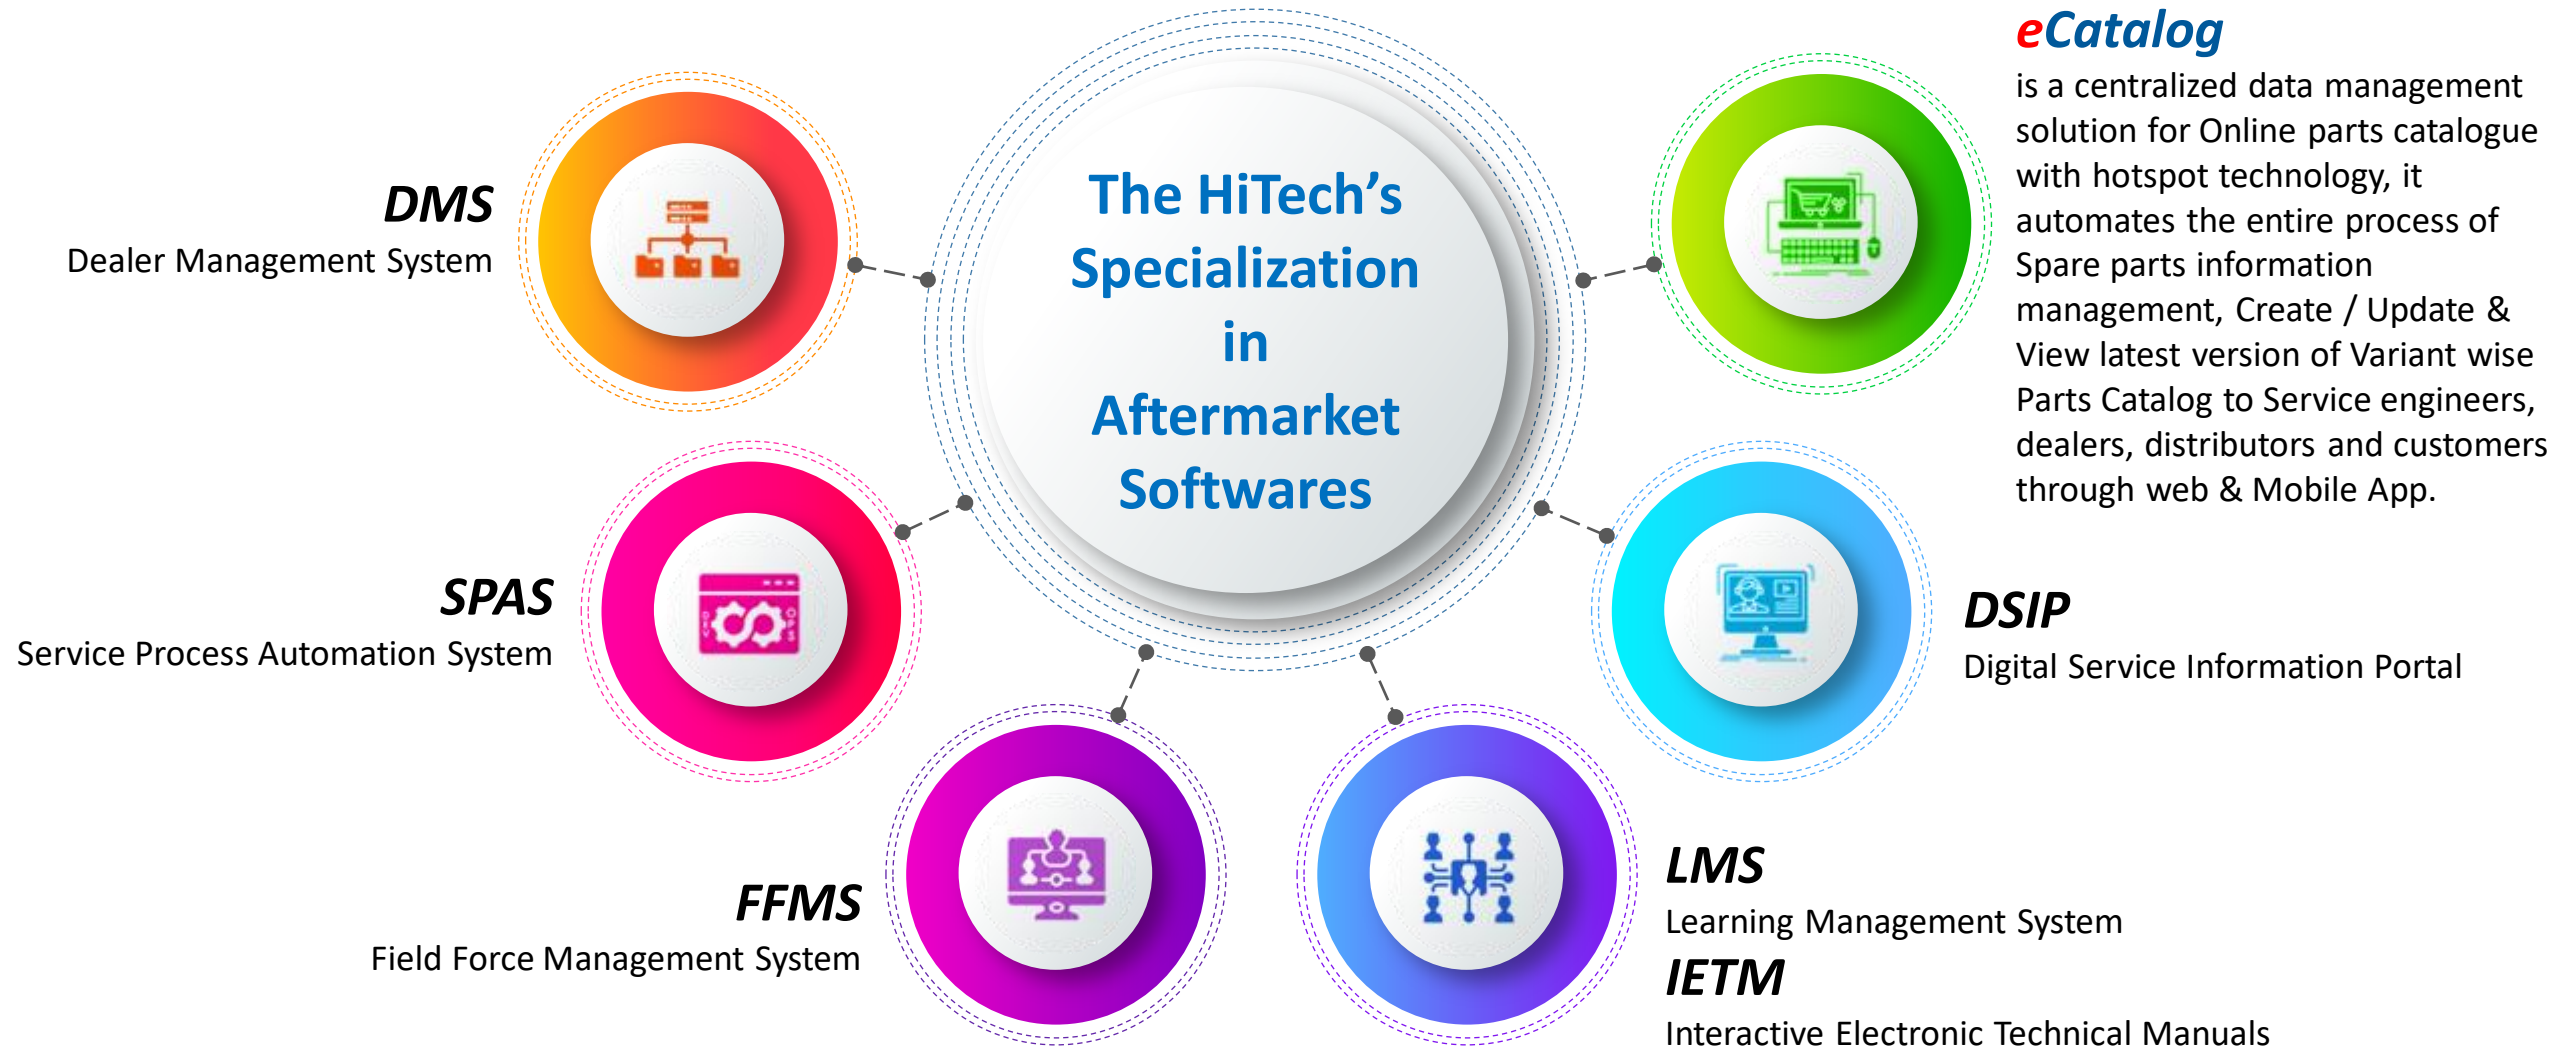 The HiTech's
Specialization
in
Aftermarket
Softwares
DMS
Dealer Management System
SPAS
Service Process Automation System
FFMS
Field Force Management System
LMS
Learning Management System
IETM
Interactive Electronic Technical Manuals
DSIP
Digital Service Information Portal
eCatalog
is a centralized data management
solution for Online parts catalogue
with hotspot technology, it
automates the entire process of
Spare parts information
management, Create / Update &
View latest version of Variant wise
Parts Catalog to Service engineers,
dealers, distributors and customers
through web & Mobile App.